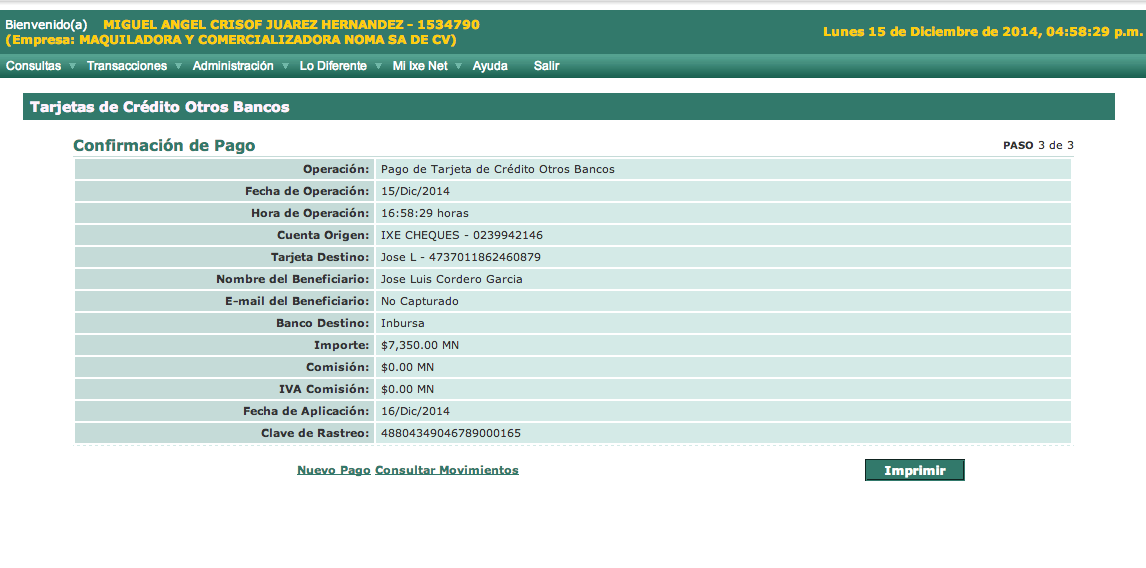 Bienvenido(a) MIGUEL ANGEL CRISOF JUAREZ HERNANDEZ - 1534790
(Empresa: MAQUILADORA Y COMERCIALIZADORA NOMA SA DE CV)
Lunes 15 de Diciembre de 2014, 04:58:29 p.m.
Consultas Transacciones Administración Lo Diferente Mi Ixe Net Ayuda Salir
Tarjetas de Crédito Otros Bancos
Confirmación de Pago PASO 3 de 3
Operación: Pago de Tarjeta de Crédito Otros Bancos
Fecha de Operación: 15/Dic/2014
Hora de Operación: 16:58:29 horas
Cuenta Origen: IXE CHEQUES - 0239942146
Tarjeta Destino: Jose L - 4737011862460879
Nombre del Beneficiario: Jose Luis Cordero Garcia
E-mail del Beneficiario: No Capturado
Banco Destino: Inbursa
Importe: $7,350.00 MN
Comisión: $0.00 MN
IVA Comisión: $0.00 MN
Fecha de Aplicación: 16/Dic/2014
Clave de Rastreo: 48804349046789000165
Nuevo Pago Consultar Movimientos Imprimir